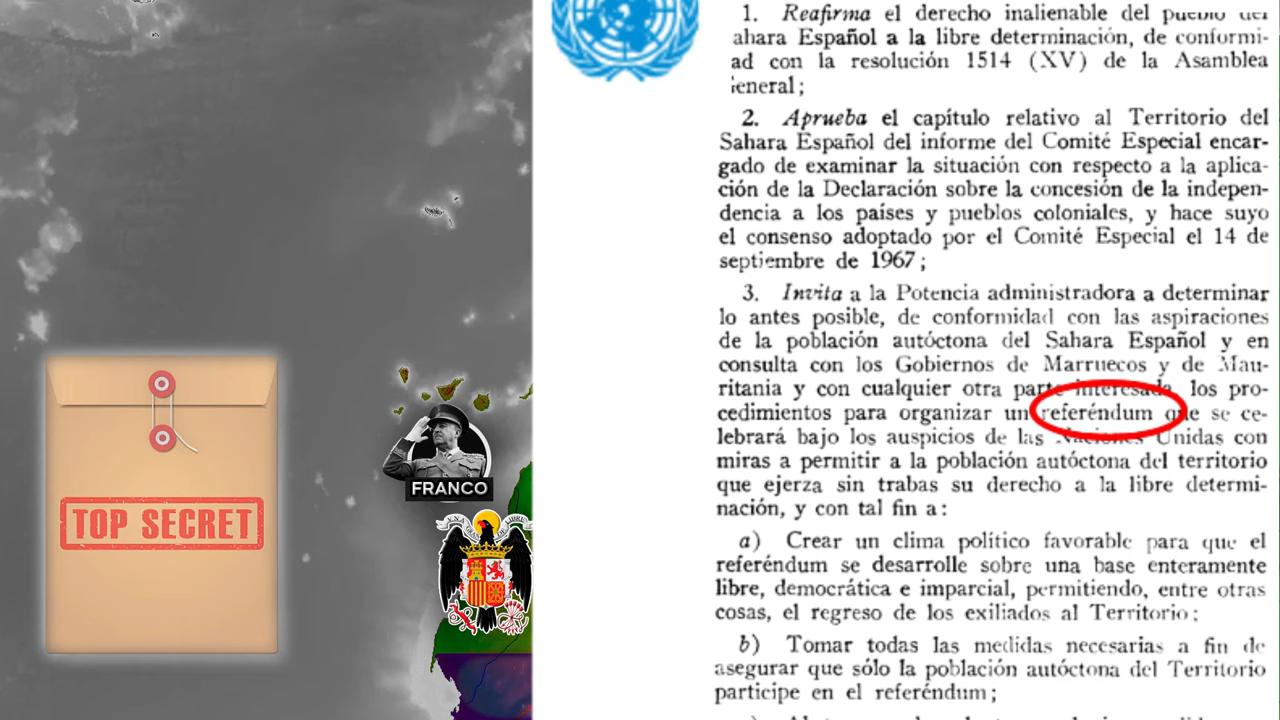 TOP SECRET
FRANCO
1. Reafirma el derecho inalienable del pueblo del
ahara Español a la libre determinación, de conformi-
ad con la resolución 1514 (XV) de la Asamblea
eneral;
2. Aprueba el capítulo relativo al Territorio del
Sahara Español del informe del Comité Especial encar-
gado de examinar la situación con respecto a la aplica-
ción de la Declaración sobre la concesión de la indepen-
dencia a los países y pueblos coloniales, y hace suyo
el consenso adoptado por el Comité Especial el 14 de
septiembre de 1967;
3. Invita a la Potencia administradora a determinar
lo antes posible, de conformidad con las aspiraciones
de la población autóctona del Sahara Español y en
consulta con los Gobiernos de Marruecos y de Mau-
ritania y con cualquier otra parte interesada, los pro-
cedimientos para organizar un referéndum que se ce-
lebrará bajo los auspicios de las Naciones Unidas con
miras a permitir a la población autóctona del territorio
que ejerza sin trabas su derecho a la libre determi-
nación, y con tal fin a:
a) Crear un clima político favorable para que el
referéndum se desarrolle sobre una base enteramente
libre, democrática e imparcial, permitiendo, entre otras
cosas, el regreso de los exiliados al Territorio;
b) Tomar todas las medidas necesarias a fin de
asegurar que sólo la población autóctona del Territorio
participe en el referéndum;